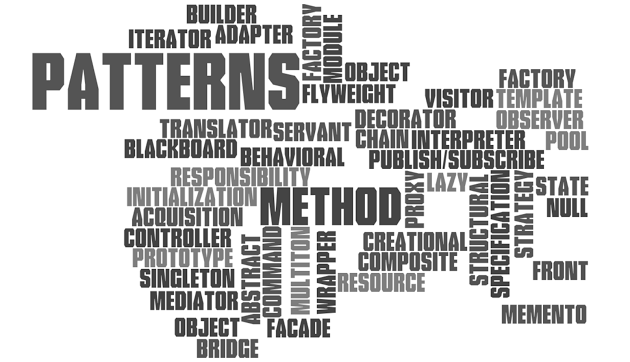 BUILDER
ITERATOR
ADAPTER
FACTORY
MODULE
PATTERNS
OBJECT
FLYWEIGHT
VISITOR
FACTORY
TEMPLATE
TRANSLATOR
SERVANT
DECORATOR
OBSERVER
BLACKBOARD
CHAIN
INTERPRETER
POOL
BEHAVIORAL
PUBLISH/SUBSCRIBE
RESPONSIBILITY
PROXY
LAZY
STRUCTURAL
SPECIFICATION
STRATEGY
STATE
INITIALIZATION
METHOD
NULL
ACQUISITION
CONTROLLER
ABSTRACT
COMMAND
MULTITON
WRAPPER
CREATIONAL
PROTOTYPE
COMPOSITE
SINGLETON
RESOURCE
FRONT
MEDIATOR
MEMENTO
OBJECT
FACADE
BRIDGE